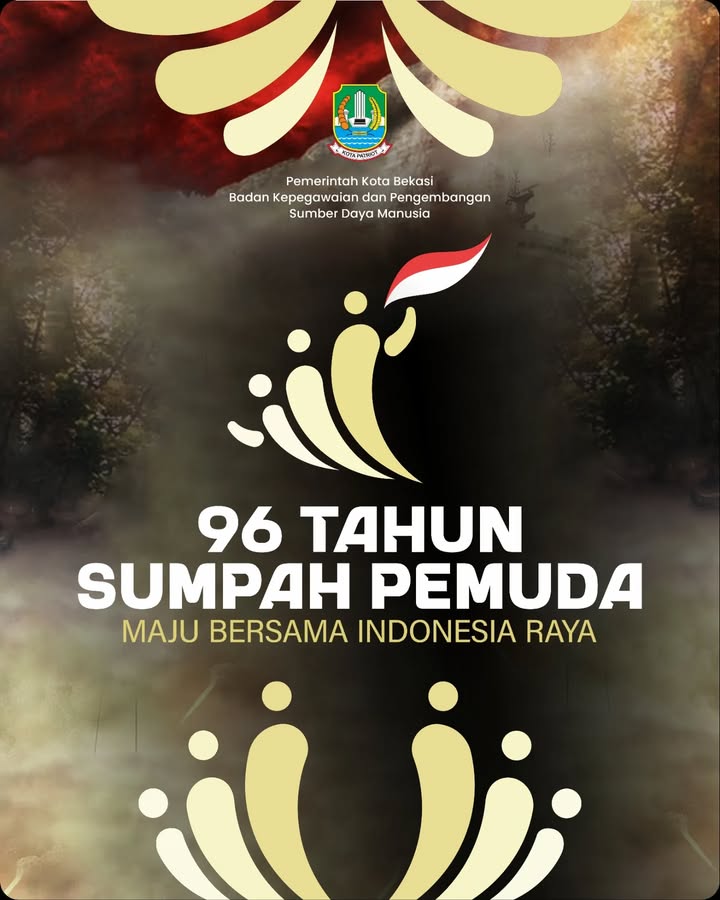 KOTA PATRIOT
Pemerintah Kota Bekasi
Badan Kepegawaian dan Pengembangan
Sumber Daya Manusia
96 TAHUN
SUMPAH PEMUDA
MAJU BERSAMA INDONESIA RAYA